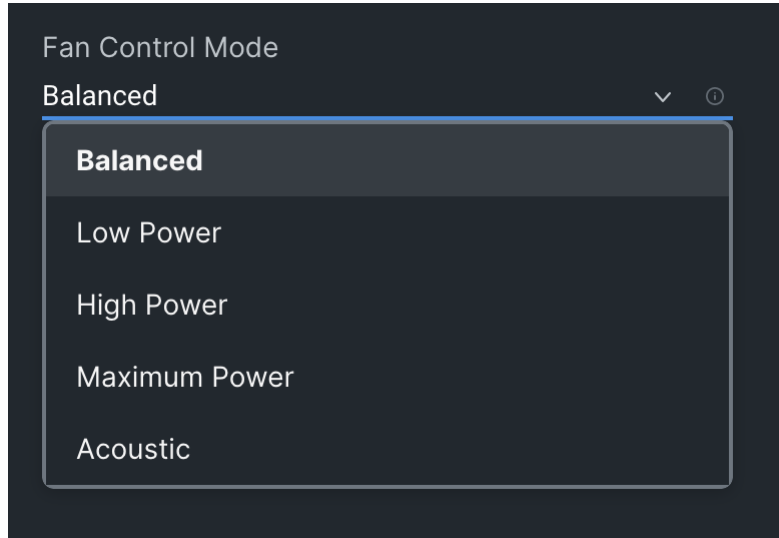 Fan Control Mode
Balanced
Balanced
Low Power
High Power
Maximum Power
Acoustic